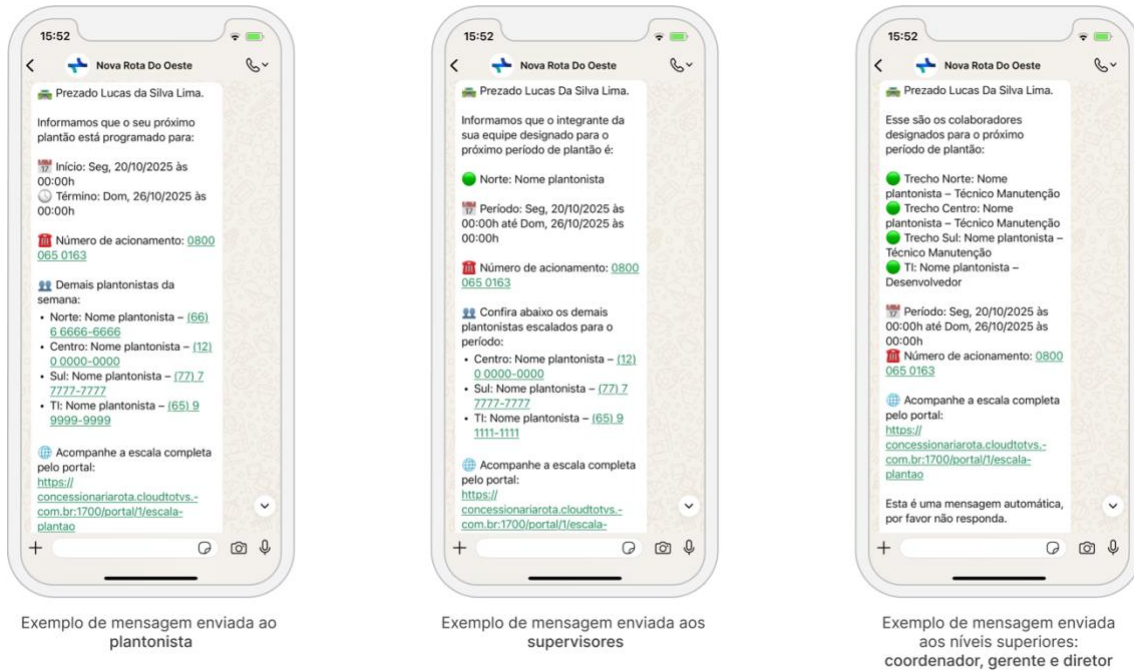 15:52
Nova Rota Do Oeste
Prezado Lucas da Silva Lima.
Informamos que o seu próximo
plantão está programado para:
Início: Seg, 20/10/2025 às
00:00h
Término: Dom, 26/10/2025 às
00:00h
Número de acionamento: 0800
065 0163
Demais plantonistas da
semana:
• Norte: Nome plantonista – (66)
6 6666-6666
• Centro: Nome plantonista – (12)
0 0000-0000
• Sul: Nome plantonista – (77) 7
7777-7777
• TI: Nome plantonista – (65) 9
9999-9999
Acompanhe a escala completa
pelo portal:
https://
concessionariarota.cloudtotvs.-
com.br:1700/portal/1/escala-
plantao
Exemplo de mensagem enviada ao
plantonista
15:52
Nova Rota Do Oeste
Prezado Lucas Da Silva Lima.
Informamos que o integrante da
sua equipe designado para o
próximo período de plantão é:
Norte: Nome plantonista
Período: Seg, 20/10/2025 às
00:00h até Dom, 26/10/2025 às
00:00h
Número de acionamento: 0800
065 0163
Confira abaixo os demais
plantonistas escalados para o
período:
• Centro: Nome plantonista – (12)
0 0000-0000
• Sul: Nome plantonista – (77) 7
7777-7777
• TI: Nome plantonista – (65) 9
1111-1111
Acompanhe a escala completa
pelo portal:
https://
concessionariarota.cloudtotvs.-
com.br:1700/portal/1/escala-
Exemplo de mensagem enviada aos
supervisores
15:52
Nova Rota Do Oeste
Prezado Lucas Da Silva Lima.
Esse são os colaboradores
designados para o próximo
período de plantão:
Trecho Norte: Nome
plantonista – Técnico Manutenção
Trecho Centro: Nome
plantonista – Técnico Manutenção
Trecho Sul: Nome plantonista –
Técnico Manutenção
TI: Nome plantonista –
Desenvolvedor
Período: Seg, 20/10/2025 às
00:00h até Dom, 26/10/2025 às
00:00h
Número de acionamento: 0800
065 0163
Acompanhe a escala completa
pelo portal:
https://
concessionariarota.cloudtotvs.-
com.br:1700/portal/1/escala-
plantao
Esta é uma mensagem automática,
por favor não responda.
Exemplo de mensagem enviada
aos níveis superiores:
coordenador, gerente e diretor